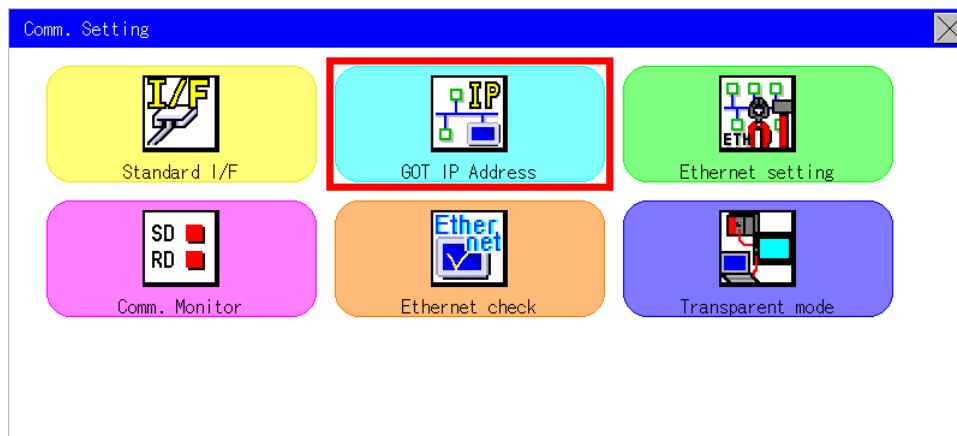 Comm. Setting
I/F
Standard I/F
IP
GOT IP Address
ETH
Ethernet setting
SD
RD
Comm. Monitor
Ether
net
Ethernet check
Transparent mode